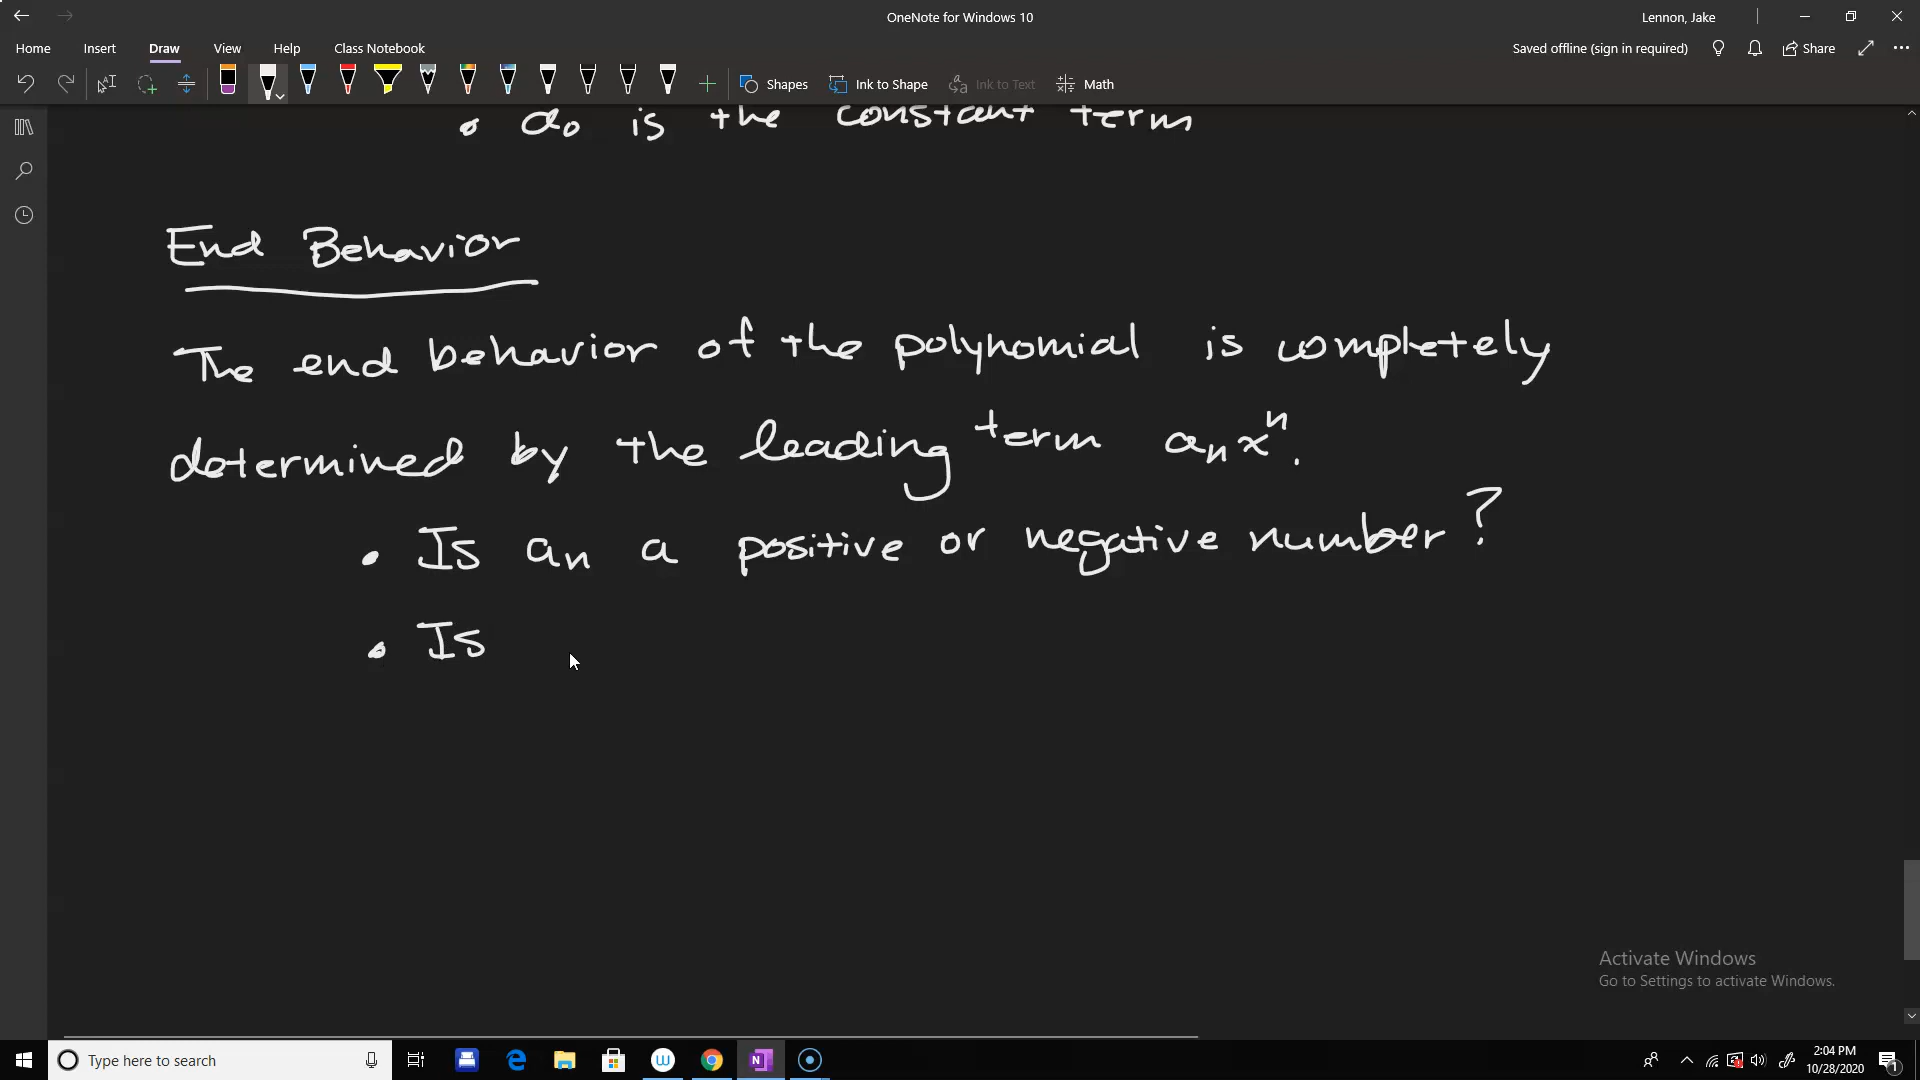 OneNote for Windows 10
Lennon, Jake
Home Insert Draw View Help Class Notebook
Saved offline (sign in required) Share
Shapes Ink to Shape Ink to Text Math
• a0 is the constant term
End Behavior
The end behavior of the polynomial is completely
determined by the leading term aₙxⁿ.
• Is aₙ a positive or negative number?
• Is
Activate Windows
Go to Settings to activate Windows.
Type here to search
2:04 PM
10/28/2020